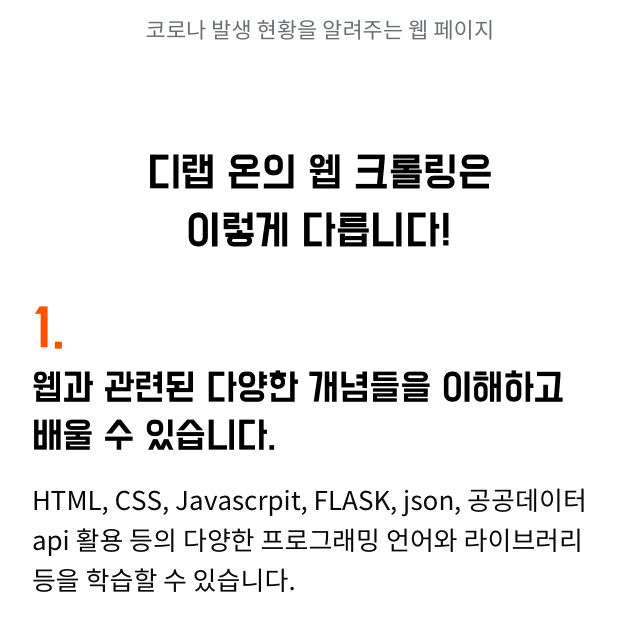 코로나 발생 현황을 알려주는 웹 페이지
디랩 온의 웹 크롤링은
이렇게 다릅니다!
1.
웹과 관련된 다양한 개념들을 이해하고
배울 수 있습니다.
HTML, CSS, Javascrpit, FLASK, json, 공공데이터
api 활용 등의 다양한 프로그래밍 언어와 라이브러리
등을 학습할 수 있습니다.